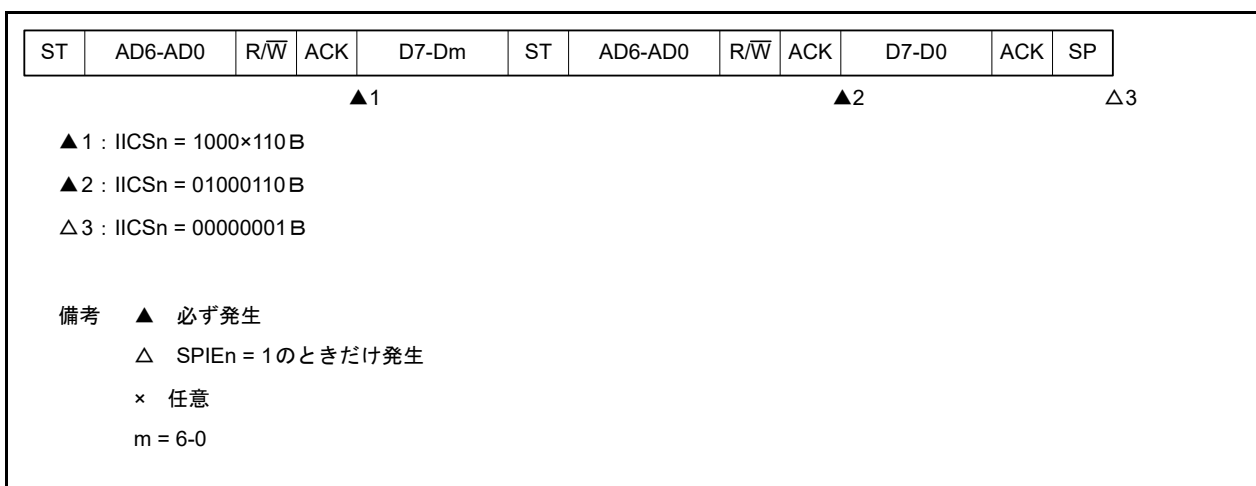 ST AD6-AD0 R/W̅ ACK D7-Dm ST AD6-AD0 R/W̅ ACK D7-D0 ACK SP
▲1 ▲2 △3
▲1：IICSn = 1000×110B
▲2：IICSn = 01000110B
△3：IICSn = 00000001B
備考 ▲ 必ず発生
△ SPIEn = 1のときだけ発生
× 任意
m = 6-0